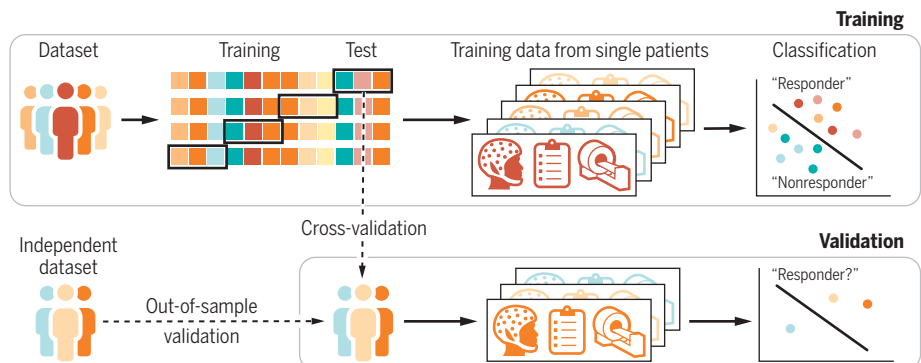 Training
Dataset
Training
Test
Training data from single patients
Classification
“Responder”
“Nonresponder”
Cross-validation
Validation
Independent
dataset
Out-of-sample
validation
“Responder?”